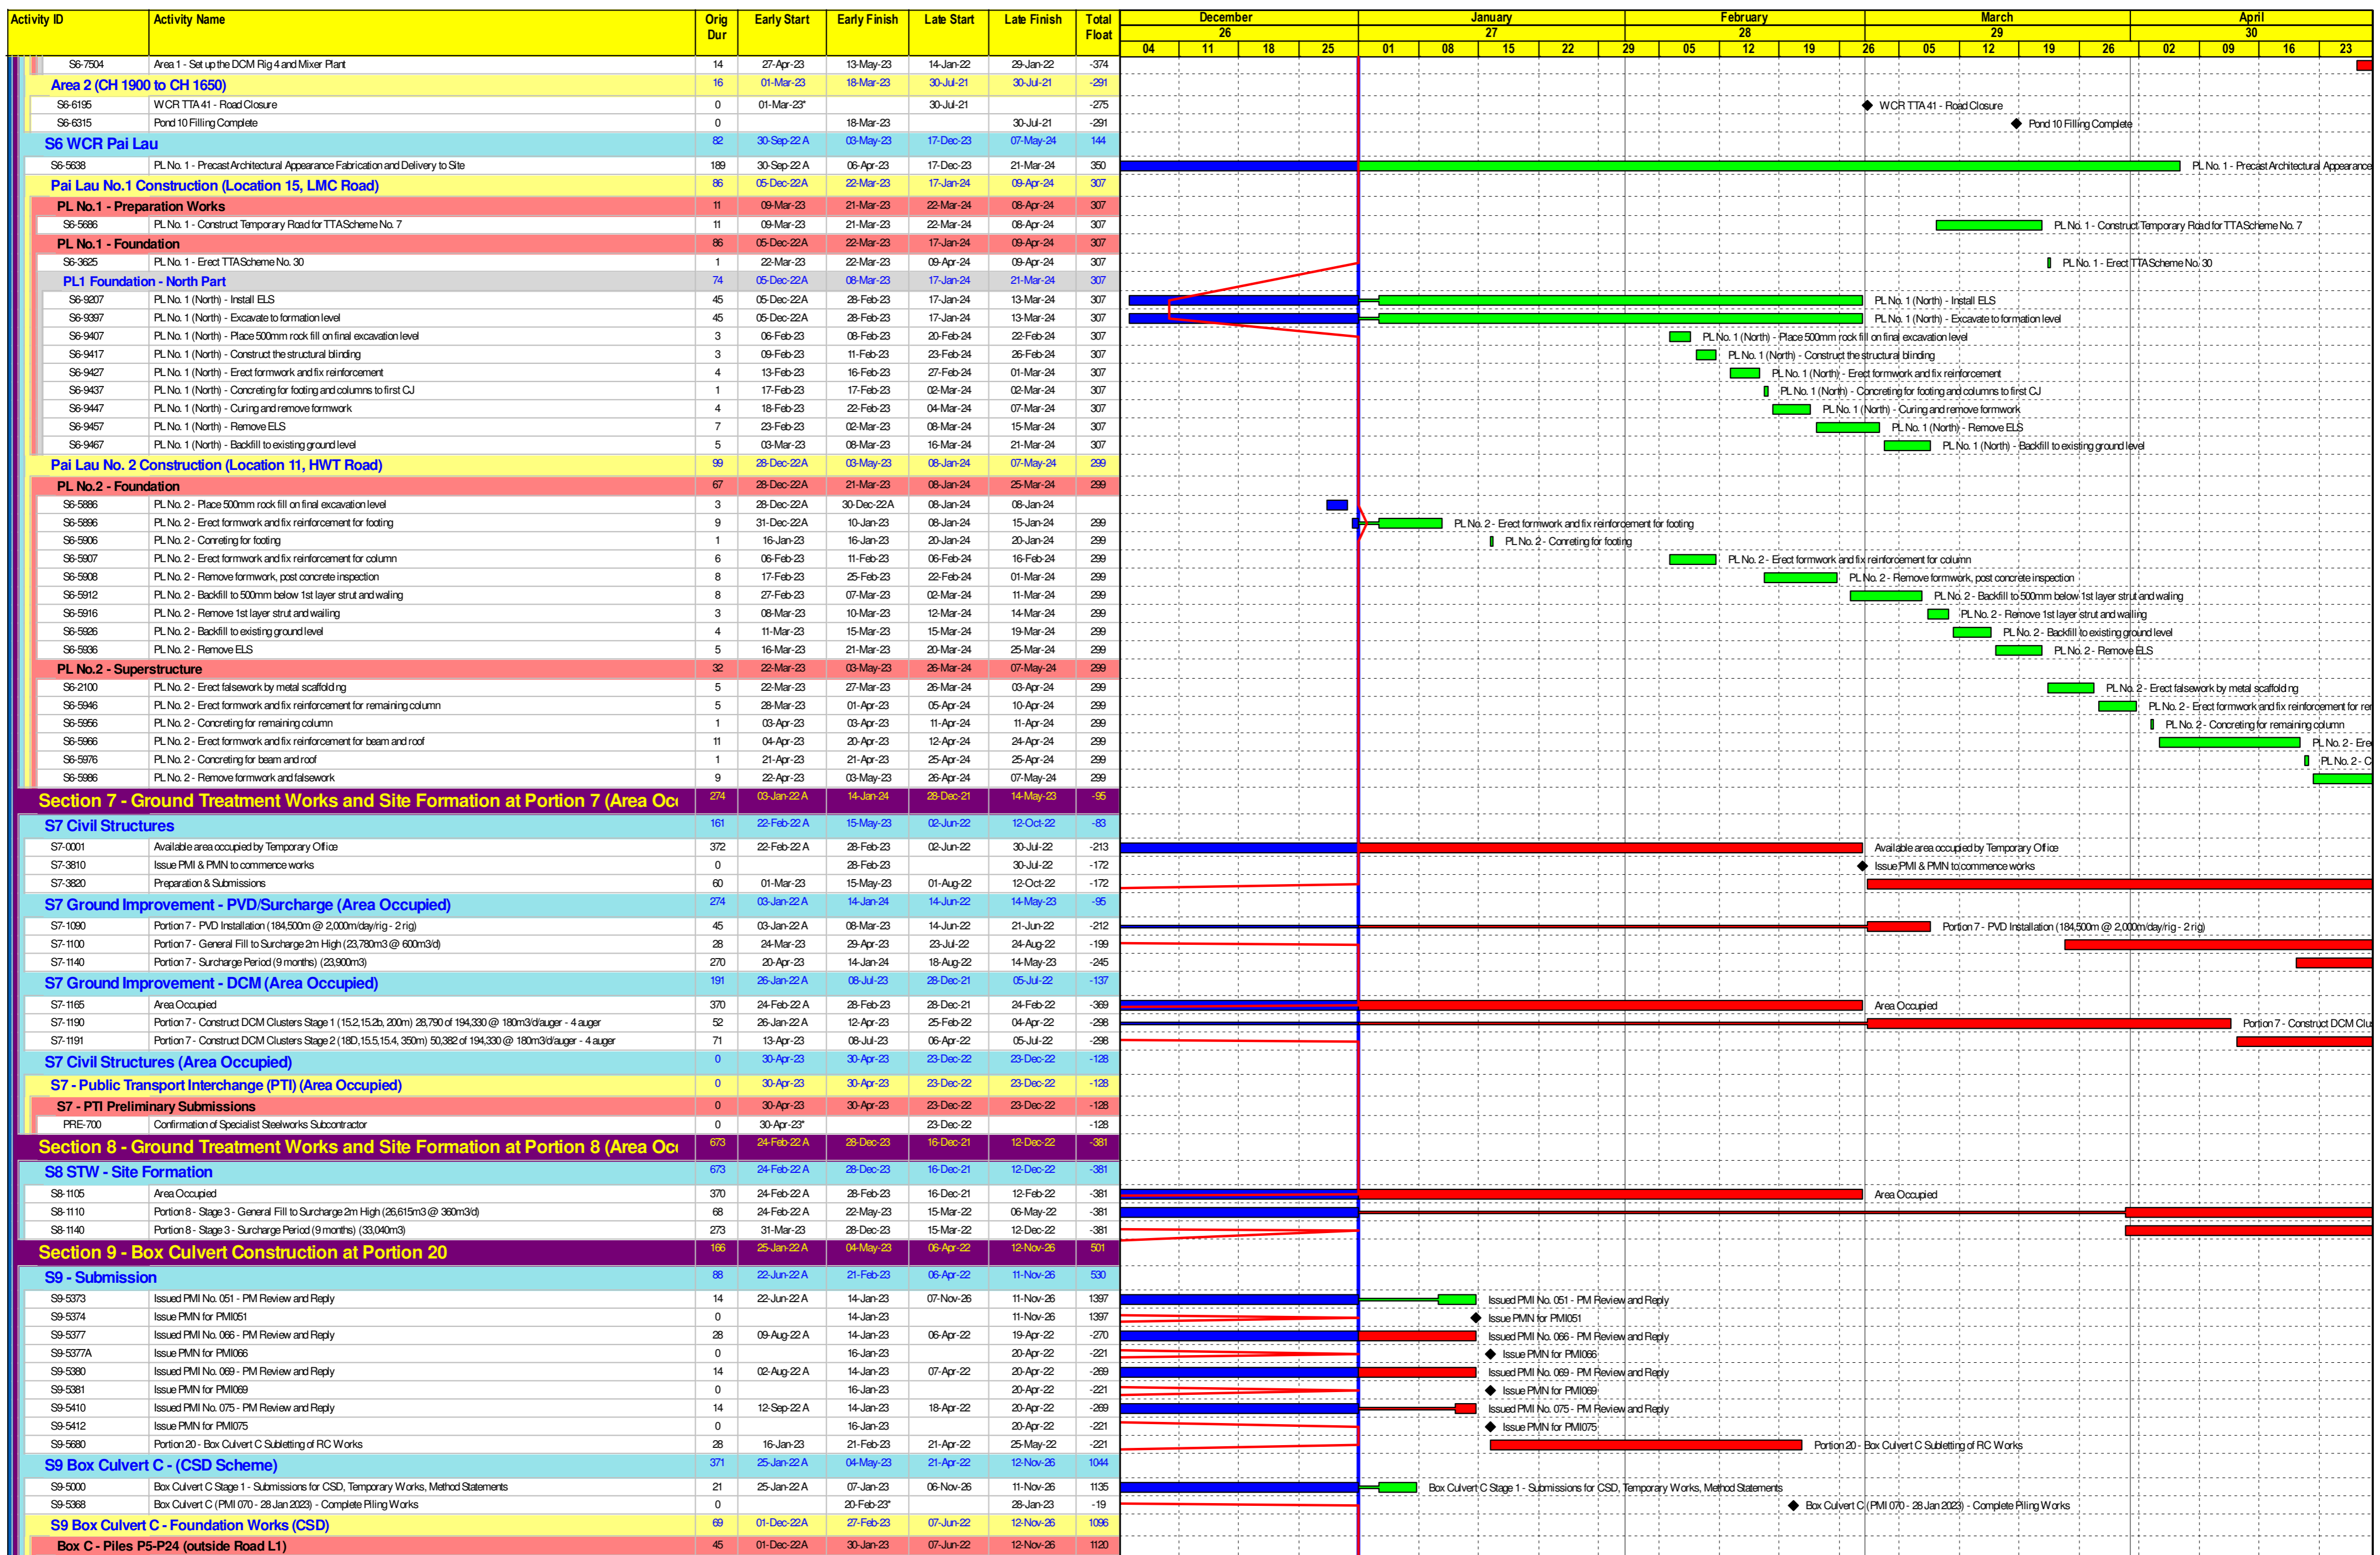 Activity ID Activity Name Orig Dur Early Start Early Finish Late Start Late Finish Total Float December January February March April
26 27 28 29 30
04 11 18 25 01 08 15 22 29 05 12 19 26 05 12 19 26 02 09 16 23
S6-7504 Area 1 - Set up the DCM Rig 4 and Mixer Plant 14 27-Apr-23 13-May-23 14-Jan-22 29-Jan-22 -374
Area 2 (CH 1900 to CH 1650) 16 01-Mar-23 18-Mar-23 30-Jul-21 30-Jul-21 -291
S6-6195 WCR TTA 41 - Road Closure 0 01-Mar-23* 30-Jul-21 -275 WCR TTA 41 - Road Closure
S6-6315 Pond 10 Filling Complete 0 18-Mar-23 30-Jul-21 -291 Pond 10 Filling Complete
S6 WCR Pai Lau 82 30-Sep-22 A 03-May-23 17-Dec-23 07-May-24 144
S6-5638 PL No. 1 - Precast Architectural Appearance Fabrication and Delivery to Site 189 30-Sep-22 A 06-Apr-23 17-Dec-23 21-Mar-24 350 PL No. 1 - Precast Architectural Appearance
Pai Lau No.1 Construction (Location 15, LMC Road) 86 05-Dec-22 A 22-Mar-23 17-Jan-24 09-Apr-24 307
PL No.1 - Preparation Works 11 09-Mar-23 21-Mar-23 22-Mar-24 08-Apr-24 307
S6-5686 PL No. 1 - Construct Temporary Road for TTA Scheme No. 7 11 09-Mar-23 21-Mar-23 22-Mar-24 08-Apr-24 307 PL No. 1 - Construct Temporary Road for TTA Scheme No. 7
PL No.1 - Foundation 86 05-Dec-22 A 22-Mar-23 17-Jan-24 09-Apr-24 307
S6-3625 PL No. 1 - Erect TTA Scheme No. 30 1 22-Mar-23 22-Mar-23 09-Apr-24 09-Apr-24 307 PL No. 1 - Erect TTA Scheme No. 30
PL1 Foundation - North Part 74 05-Dec-22 A 08-Mar-23 17-Jan-24 21-Mar-24 307
S6-9207 PL No. 1 (North) - Install ELS 45 05-Dec-22 A 28-Feb-23 17-Jan-24 13-Mar-24 307 PL No. 1 (North) - Install ELS
S6-9397 PL No. 1 (North) - Excavate to formation level 45 05-Dec-22 A 28-Feb-23 17-Jan-24 13-Mar-24 307 PL No. 1 (North) - Excavate to formation level
S6-9407 PL No. 1 (North) - Place 500mm rock fill on final excavation level 3 06-Feb-23 08-Feb-23 20-Feb-24 22-Feb-24 307 PL No. 1 (North) - Place 500mm rock fill on final excavation level
S6-9417 PL No. 1 (North) - Construct the structural blinding 3 09-Feb-23 11-Feb-23 23-Feb-24 26-Feb-24 307 PL No. 1 (North) - Construct the structural blinding
S6-9427 PL No. 1 (North) - Erect formwork and fix reinforcement 4 13-Feb-23 16-Feb-23 27-Feb-24 01-Mar-24 307 PL No. 1 (North) - Erect formwork and fix reinforcement
S6-9437 PL No. 1 (North) - Concreting for footing and columns to first CJ 1 17-Feb-23 17-Feb-23 02-Mar-24 02-Mar-24 307 PL No. 1 (North) - Concreting for footing and columns to first CJ
S6-9447 PL No. 1 (North) - Curing and remove formwork 4 18-Feb-23 22-Feb-23 04-Mar-24 07-Mar-24 307 PL No. 1 (North) - Curing and remove formwork
S6-9457 PL No. 1 (North) - Remove ELS 7 23-Feb-23 02-Mar-23 08-Mar-24 15-Mar-24 307 PL No. 1 (North) - Remove ELS
S6-9467 PL No. 1 (North) - Backfill to existing ground level 5 03-Mar-23 08-Mar-23 16-Mar-24 21-Mar-24 307 PL No. 1 (North) - Backfill to existing ground level
Pai Lau No. 2 Construction (Location 11, HWT Road) 99 28-Dec-22 A 03-May-23 08-Jan-24 07-May-24 299
PL No.2 - Foundation 67 28-Dec-22 A 21-Mar-23 08-Jan-24 25-Mar-24 299
S6-5886 PL No. 2 - Place 500mm rock fill on final excavation level 3 28-Dec-22 A 30-Dec-22 A 08-Jan-24 08-Jan-24
S6-5896 PL No. 2 - Erect formwork and fix reinforcement for footing 9 31-Dec-22 A 10-Jan-23 08-Jan-24 15-Jan-24 299 PL No. 2 - Erect formwork and fix reinforcement for footing
S6-5906 PL No. 2 - Conreting for footing 1 16-Jan-23 16-Jan-23 20-Jan-24 20-Jan-24 299 PL No. 2 - Conreting for footing
S6-5907 PL No. 2 - Erect formwork and fix reinforcement for column 6 06-Feb-23 11-Feb-23 06-Feb-24 16-Feb-24 299 PL No. 2 - Erect formwork and fix reinforcement for column
S6-5908 PL No. 2 - Remove formwork, post concrete inspection 8 17-Feb-23 25-Feb-23 22-Feb-24 01-Mar-24 299 PL No. 2 - Remove formwork, post concrete inspection
S6-5912 PL No. 2 - Backfill to 500mm below 1st layer strut and waling 8 27-Feb-23 07-Mar-23 02-Mar-24 11-Mar-24 299 PL No. 2 - Backfill to 500mm below 1st layer strut and waling
S6-5916 PL No. 2 - Remove 1st layer strut and wailing 3 08-Mar-23 10-Mar-23 12-Mar-24 14-Mar-24 299 PL No. 2 - Remove 1st layer strut and wailing
S6-5926 PL No. 2 - Backfill to existing ground level 4 11-Mar-23 15-Mar-23 15-Mar-24 19-Mar-24 299 PL No. 2 - Backfill to existing ground level
S6-5936 PL No. 2 - Remove ELS 5 16-Mar-23 21-Mar-23 20-Mar-24 25-Mar-24 299 PL No. 2 - Remove ELS
PL No.2 - Superstructure 32 22-Mar-23 03-May-23 26-Mar-24 07-May-24 299
S6-2100 PL No. 2 - Erect falsework by metal scaffolding 5 22-Mar-23 27-Mar-23 26-Mar-24 03-Apr-24 299 PL No. 2 - Erect falsework by metal scaffolding
S6-5946 PL No. 2 - Erect formwork and fix reinforcement for remaining column 5 28-Mar-23 01-Apr-23 05-Apr-24 10-Apr-24 299 PL No. 2 - Erect formwork and fix reinforcement for rer
S6-5956 PL No. 2 - Concreting for remaining column 1 03-Apr-23 03-Apr-23 11-Apr-24 11-Apr-24 299 PL No. 2 - Concreting for remaining column
S6-5966 PL No. 2 - Erect formwork and fix reinforcement for beam and roof 11 04-Apr-23 20-Apr-23 12-Apr-24 24-Apr-24 299 PL No. 2 - Ere
S6-5976 PL No. 2 - Concreting for beam and roof 1 21-Apr-23 21-Apr-23 25-Apr-24 25-Apr-24 299 PL No. 2 - C
S6-5986 PL No. 2 - Remove formwork and falsework 9 22-Apr-23 03-May-23 26-Apr-24 07-May-24 299
Section 7 - Ground Treatment Works and Site Formation at Portion 7 (Area Occ 274 03-Jan-22 A 14-Jan-24 28-Dec-21 14-May-23 -95
S7 Civil Structures 161 22-Feb-22 A 15-May-23 02-Jun-22 12-Oct-22 -83
S7-0001 Available area occupied by Temporary Office 372 22-Feb-22 A 28-Feb-23 02-Jun-22 30-Jul-22 -213 Available area occupied by Temporary Office
S7-3810 Issue PMI & PMN to commence works 0 28-Feb-23 30-Jul-22 -172 Issue PMI & PMN to commence works
S7-3820 Preparation & Submissions 60 01-Mar-23 15-May-23 01-Aug-22 12-Oct-22 -172
S7 Ground Improvement - PVD/Surcharge (Area Occupied) 274 03-Jan-22 A 14-Jan-24 14-Jun-22 14-May-23 -95
S7-1090 Portion 7 - PVD Installation (184,500m @ 2,000m/day/rig - 2 rig) 45 03-Jan-22 A 08-Mar-23 14-Jun-22 21-Jun-22 -212 Portion 7 - PVD Installation (184,500m @ 2,000m/day/rig - 2 rig)
S7-1100 Portion 7 - General Fill to Surcharge 2m High (23,780m3 @ 600m3/d) 28 24-Mar-23 29-Apr-23 23-Jul-22 24-Aug-22 -199
S7-1140 Portion 7 - Surcharge Period (9 months) (23,900m3) 270 20-Apr-23 14-Jan-24 18-Aug-22 14-May-23 -245
S7 Ground Improvement - DCM (Area Occupied) 191 26-Jan-22 A 08-Jul-23 28-Dec-21 05-Jul-22 -137
S7-1165 Area Occupied 370 24-Feb-22 A 28-Feb-23 28-Dec-21 24-Feb-22 -369 Area Occupied
S7-1190 Portion 7 - Construct DCM Clusters Stage 1 (15.2,15.2b, 200m) 28,790 of 194,330 @ 180m3/d/auger - 4 auger 52 26-Jan-22 A 12-Apr-23 25-Feb-22 04-Apr-22 -298 Portion 7 - Construct DCM Clu
S7-1191 Portion 7 - Construct DCM Clusters Stage 2 (18D,15.5,15.4, 350m) 50,382 of 194,330 @ 180m3/d/auger - 4 auger 71 13-Apr-23 08-Jul-23 06-Apr-22 05-Jul-22 -298
S7 Civil Structures (Area Occupied) 0 30-Apr-23 30-Apr-23 23-Dec-22 23-Dec-22 -128
S7 - Public Transport Interchange (PTI) (Area Occupied) 0 30-Apr-23 30-Apr-23 23-Dec-22 23-Dec-22 -128
S7 - PTI Preliminary Submissions 0 30-Apr-23 30-Apr-23 23-Dec-22 23-Dec-22 -128
PRE-700 Confirmation of Specialist Steelworks Subcontractor 0 30-Apr-23* 23-Dec-22 -128
Section 8 - Ground Treatment Works and Site Formation at Portion 8 (Area Occ 673 24-Feb-22 A 28-Dec-23 16-Dec-21 12-Dec-22 -381
S8 STW - Site Formation 673 24-Feb-22 A 28-Dec-23 16-Dec-21 12-Dec-22 -381
S8-1105 Area Occupied 370 24-Feb-22 A 28-Feb-23 16-Dec-21 12-Feb-22 -381 Area Occupied
S8-1110 Portion 8 - Stage 3 - General Fill to Surcharge 2m High (26,615m3 @ 360m3/d) 68 24-Feb-22 A 22-May-23 15-Mar-22 06-May-22 -381
S8-1140 Portion 8 - Stage 3 - Surcharge Period (9 months) (33,040m3) 273 31-Mar-23 28-Dec-23 15-Mar-22 12-Dec-22 -381
Section 9 - Box Culvert Construction at Portion 20 166 25-Jan-22 A 04-May-23 06-Apr-22 12-Nov-26 501
S9 - Submission 88 22-Jun-22 A 21-Feb-23 06-Apr-22 11-Nov-26 530
S9-5373 Issued PMI No. 051 - PM Review and Reply 14 22-Jun-22 A 14-Jan-23 07-Nov-26 11-Nov-26 1397 Issued PMI No. 051 - PM Review and Reply
S9-5374 Issue PMN for PMI051 0 14-Jan-23 11-Nov-26 1397 Issue PMN for PMI051
S9-5377 Issued PMI No. 066 - PM Review and Reply 28 09-Aug-22 A 14-Jan-23 06-Apr-22 19-Apr-22 -270 Issued PMI No. 066 - PM Review and Reply
S9-5377A Issue PMN for PMI066 0 16-Jan-23 20-Apr-22 -221 Issue PMN for PMI066
S9-5380 Issued PMI No. 069 - PM Review and Reply 14 02-Aug-22 A 14-Jan-23 07-Apr-22 20-Apr-22 -269 Issued PMI No. 069 - PM Review and Reply
S9-5381 Issue PMN for PMI069 0 16-Jan-23 20-Apr-22 -221 Issue PMN for PMI069
S9-5410 Issued PMI No. 075 - PM Review and Reply 14 12-Sep-22 A 14-Jan-23 18-Apr-22 20-Apr-22 -269 Issued PMI No. 075 - PM Review and Reply
S9-5412 Issue PMN for PMI075 0 16-Jan-23 20-Apr-22 -221 Issue PMN for PMI075
S9-5680 Portion 20 - Box Culvert C Subletting of RC Works 28 16-Jan-23 21-Feb-23 21-Apr-22 25-May-22 -221 Portion 20 - Box Culvert C Subletting of RC Works
S9 Box Culvert C - (CSD Scheme) 371 25-Jan-22 A 04-May-23 21-Apr-22 12-Nov-26 1044
S9-5000 Box Culvert C Stage 1 - Submissions for CSD, Temporary Works, Method Statements 21 25-Jan-22 A 07-Jan-23 06-Nov-26 11-Nov-26 1135 Box Culvert C Stage 1 - Submissions for CSD, Temporary Works, Method Statements
S9-5368 Box Culvert C (PMI 070 - 28 Jan 2023) - Complete Piling Works 0 20-Feb-23* 28-Jan-23 -19 Box Culvert C (PMI 070 - 28 Jan 2023) - Complete Piling Works
S9 Box Culvert C - Foundation Works (CSD) 69 01-Dec-22 A 27-Feb-23 07-Jun-22 12-Nov-26 1096
Box C - Piles P5-P24 (outside Road L1) 45 01-Dec-22 A 30-Jan-23 07-Jun-22 12-Nov-26 1120